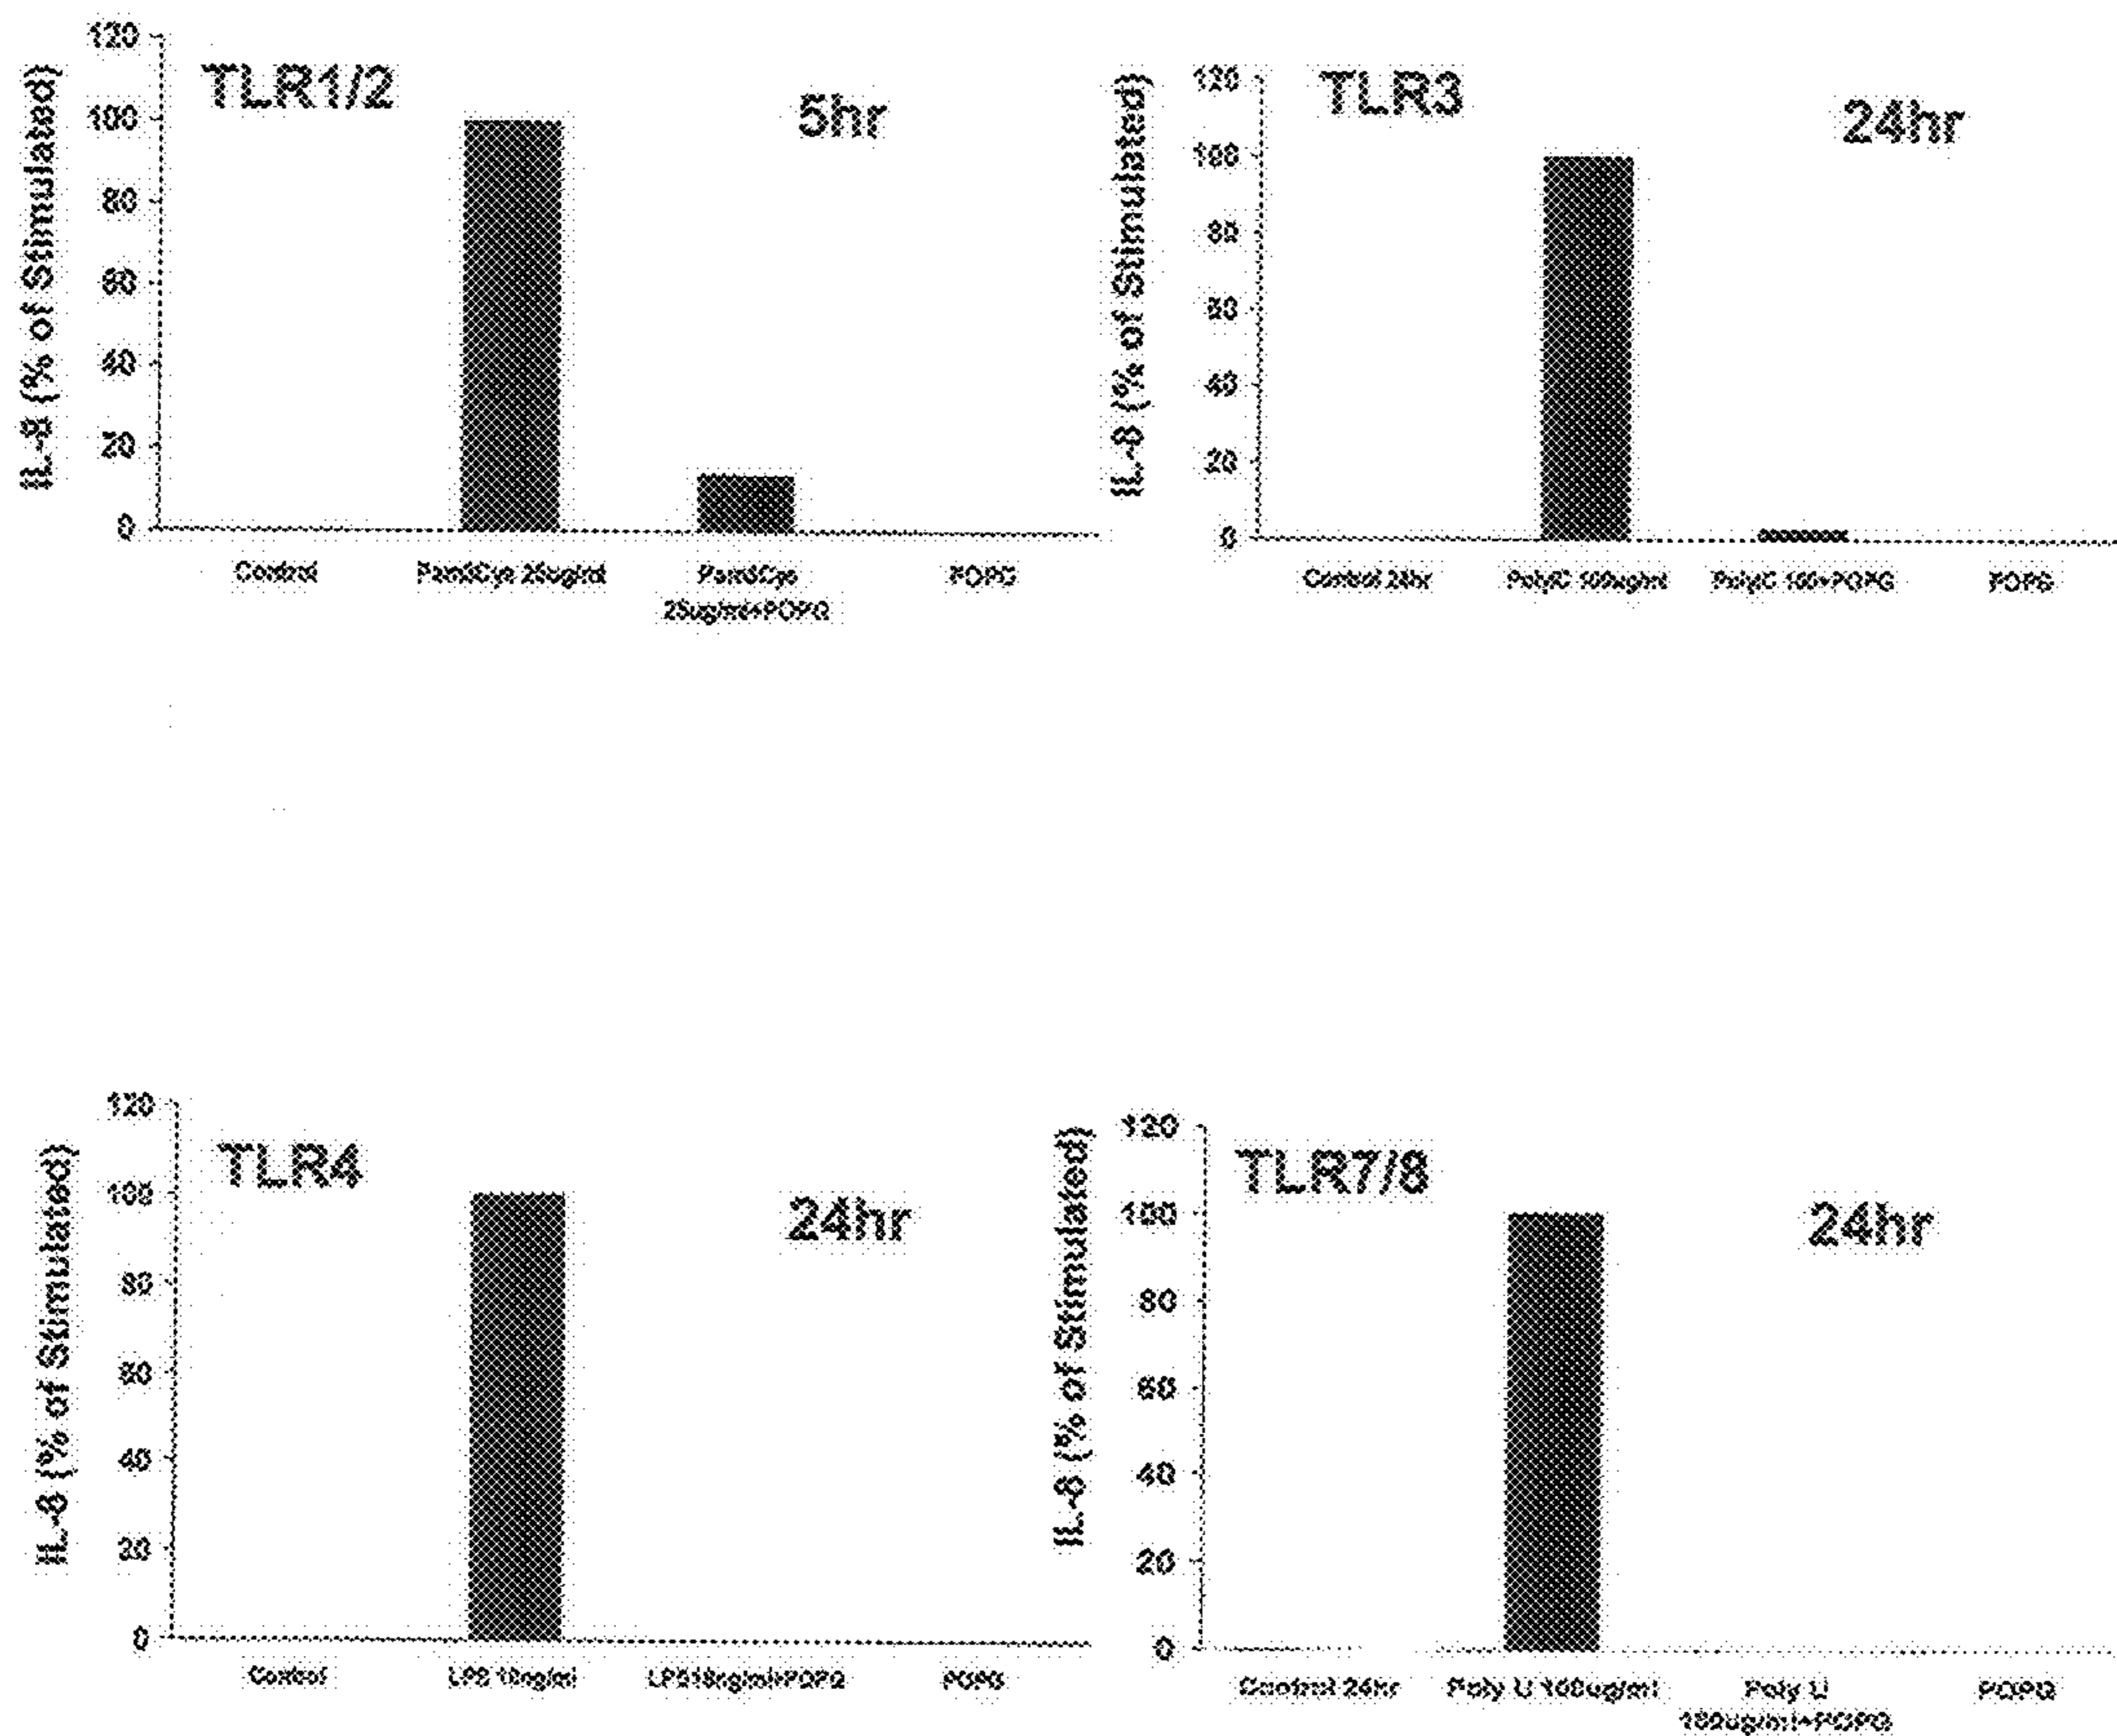 TLR1/2
5hr
IL-8 (% of Stimulated)
120
100
80
60
40
20
0
Control
Pam3Cys 25ug/ml
Pam3Cys
25ug/ml+POPG
POPG
TLR3
24hr
IL-8 (% of Stimulated)
120
100
80
60
40
20
0
Control 24hr
PolyIC 100ug/ml
PolyIC 100+POPG
POPG
TLR4
24hr
IL-8 (% of Stimulated)
120
100
80
60
40
20
0
Control
LPS 10ng/ml
LPS10ng/ml+POPG
POPG
TLR7/8
24hr
IL-8 (% of Stimulated)
120
100
80
60
40
20
0
Control 24hr
Poly U 100ug/ml
Poly U
100ug/ml+POPG
POPG